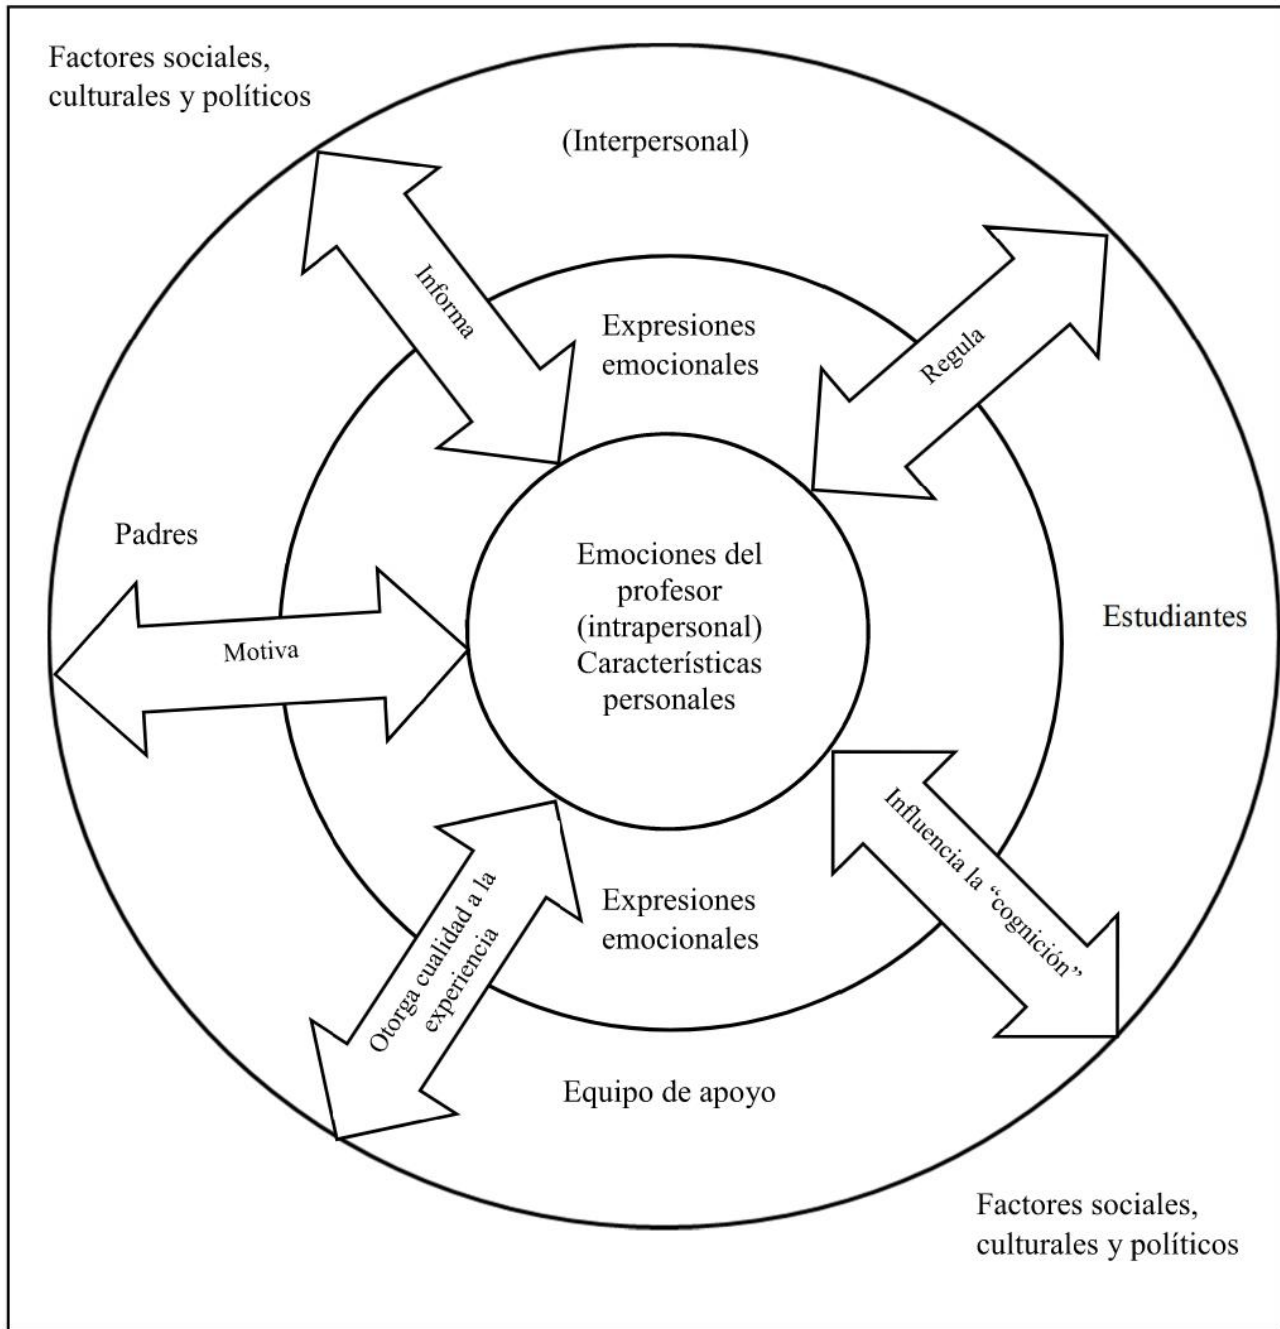 Factores sociales,
culturales y políticos
(Interpersonal)
Informa
Regula
Expresiones
emocionales
Padres
Motiva
Emociones del
profesor
(intrapersonal)
Característícas
personales
Estudiantes
Influencia la “cognición”
Otorga cualidad a la
experiencia
Expresiones
emocionales
Equipo de apoyo
Factores sociales,
culturales y políticos